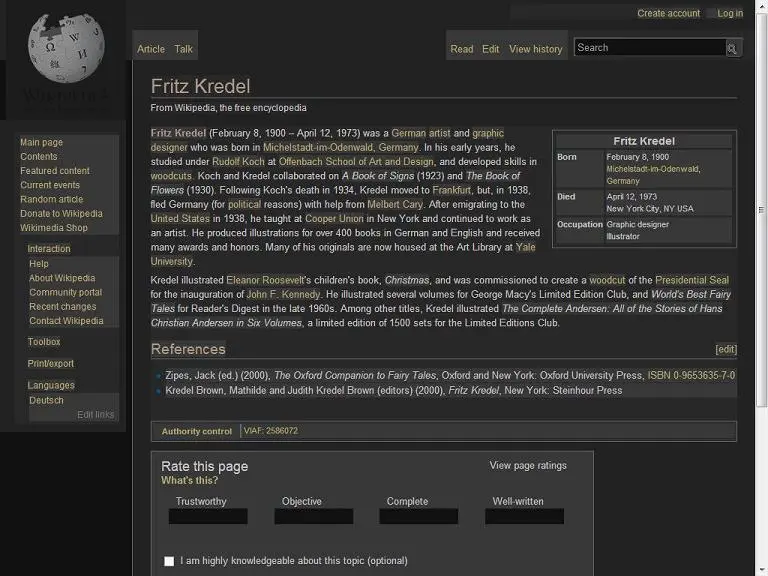 Create account Log in
Article Talk Read Edit View history Search
Fritz Kredel
From Wikipedia, the free encyclopedia
Fritz Kredel (February 8, 1900 – April 12, 1973) was a German artist and graphic
designer who was born in Michelstadt-im-Odenwald, Germany. In his early years, he
studied under Rudolf Koch at Offenbach School of Art and Design, and developed skills in
woodcuts. Koch and Kredel collaborated on A Book of Signs (1923) and The Book of
Flowers (1930). Following Koch's death in 1934, Kredel moved to Frankfurt, but, in 1938,
fled Germany (for political reasons) with help from Melbert Cary. After emigrating to the
United States in 1938, he taught at Cooper Union in New York and continued to work as
an artist. He produced illustrations for over 400 books in German and English and received
many awards and honors. Many of his originals are now housed at the Art Library at Yale
University.
Fritz Kredel
Born February 8, 1900
Michelstadt-im-Odenwald,
Germany
Died April 12, 1973
New York City, NY USA
Occupation Graphic designer
Illustrator
Kredel illustrated Eleanor Roosevelt's children's book, Christmas, and was commissioned to create a woodcut of the Presidential Seal
for the inauguration of John F. Kennedy. He illustrated several volumes for George Macy's Limited Edition Club, and World's Best Fairy
Tales for Reader's Digest in the late 1960s. Among other titles, Kredel illustrated The Complete Andersen: All of the Stories of Hans
Christian Andersen in Six Volumes, a limited edition of 1500 sets for the Limited Editions Club.
References [edit]
Zipes, Jack (ed.) (2000), The Oxford Companion to Fairy Tales, Oxford and New York: Oxford University Press, ISBN 0-9653635-7-0
Kredel Brown, Mathilde and Judith Kredel Brown (editors) (2000), Fritz Kredel, New York: Steinhour Press
Authority control VIAF: 2586072
Rate this page View page ratings
What's this?
Trustworthy Objective Complete Well-written
I am highly knowledgeable about this topic (optional)
Main page
Contents
Featured content
Current events
Random article
Donate to Wikipedia
Wikimedia Shop
Interaction
Help
About Wikipedia
Community portal
Recent changes
Contact Wikipedia
Toolbox
Print/export
Languages
Deutsch
Edit links